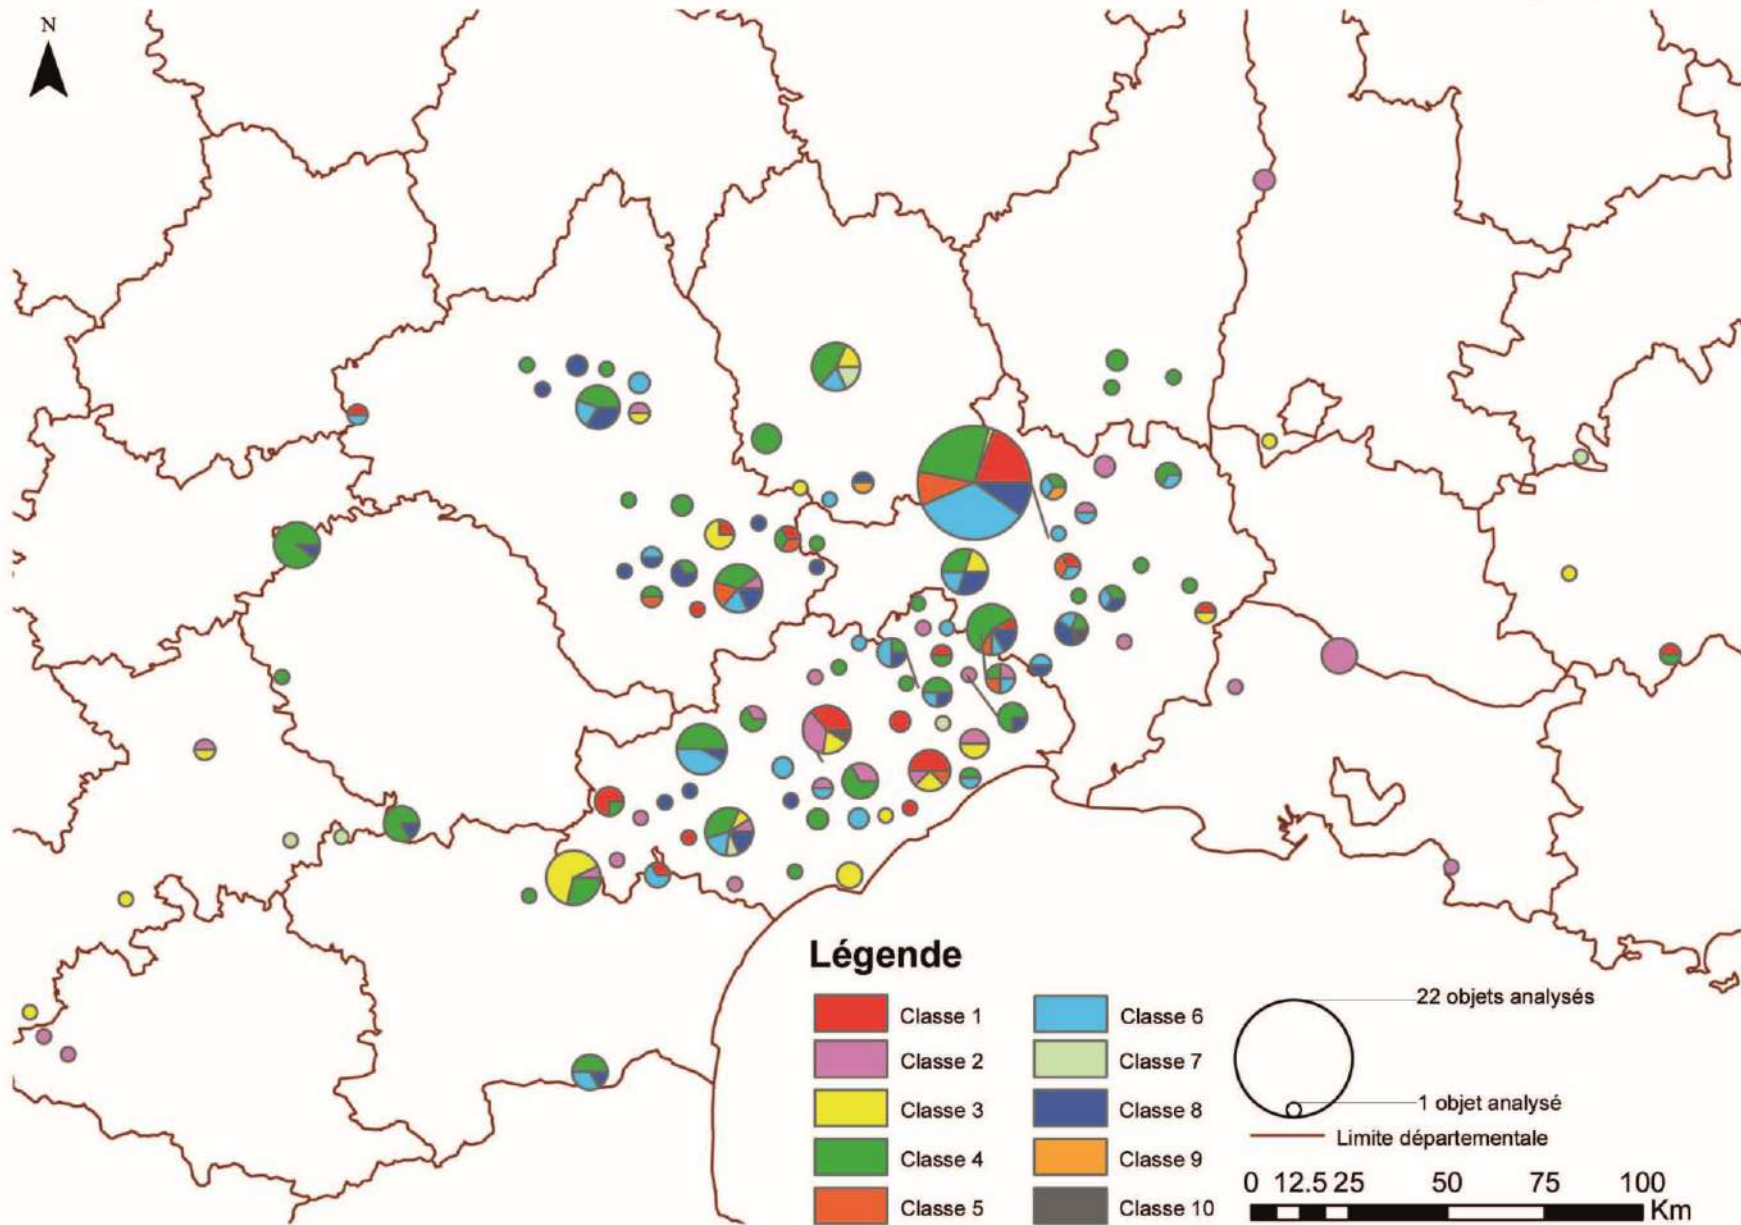 N
Légende
Classe 1
Classe 2
Classe 3
Classe 4
Classe 5
Classe 6
Classe 7
Classe 8
Classe 9
Classe 10
22 objets analysés
1 objet analysé
Limite départementale
0 12.5 25 50 75 100
Km